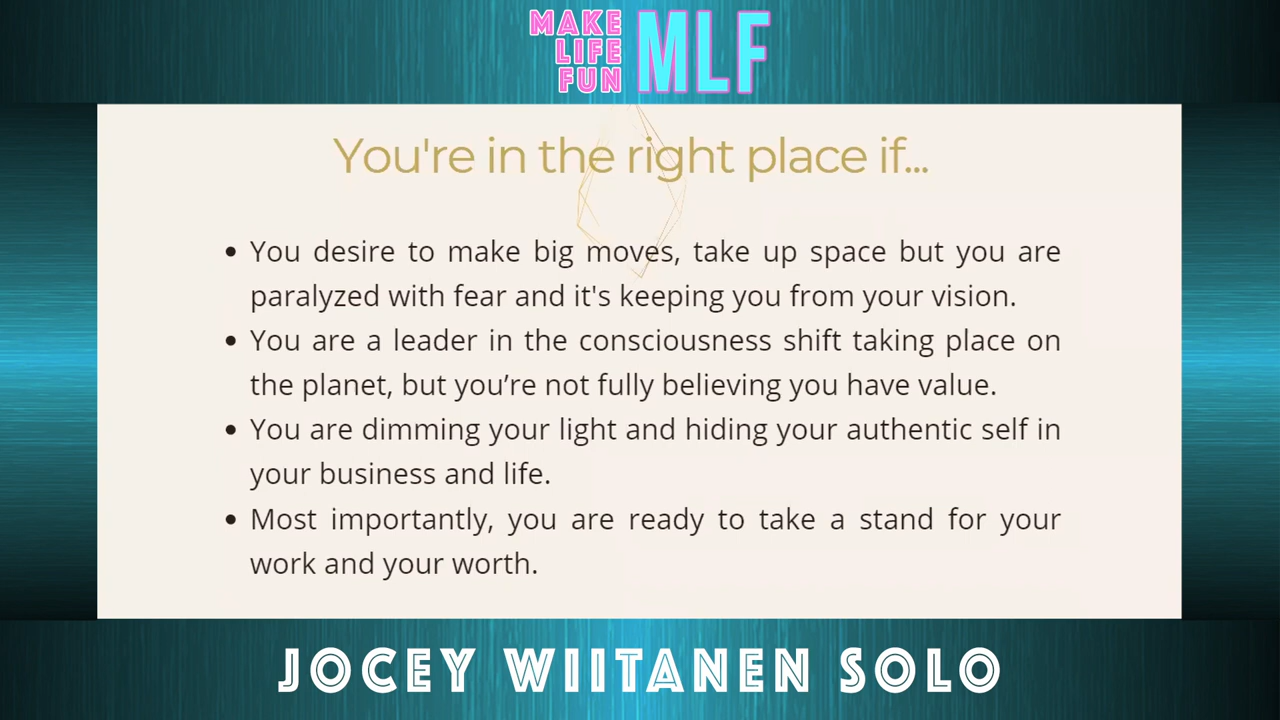 MAKE
LIFE
FUN
MLF
You're in the right place if...
• You desire to make big moves, take up space but you are
paralyzed with fear and it's keeping you from your vision.
• You are a leader in the consciousness shift taking place on
the planet, but you’re not fully believing you have value.
• You are dimming your light and hiding your authentic self in
your business and life.
• Most importantly, you are ready to take a stand for your
work and your worth.
JOCEY WIITANEN SOLO